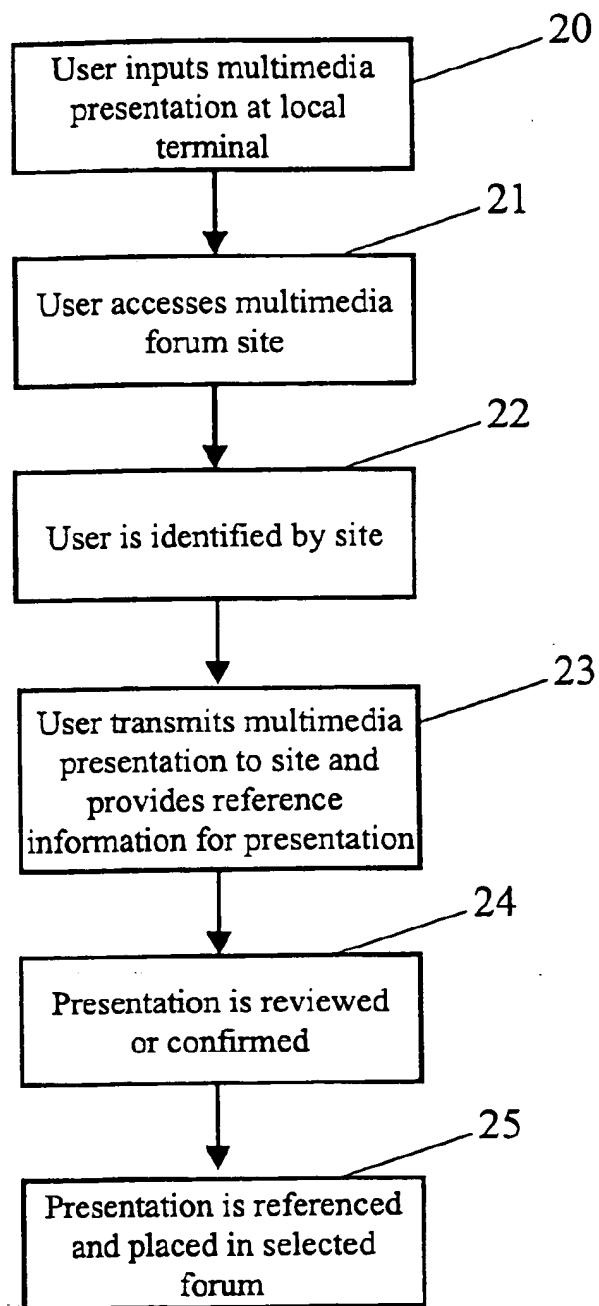 20
User inputs multimedia
presentation at local
terminal
21
User accesses multimedia
forum site
22
User is identified by site
23
User transmits multimedia
presentation to site and
provides reference
information for presentation
24
Presentation is reviewed
or confirmed
25
Presentation is referenced
and placed in selected
forum